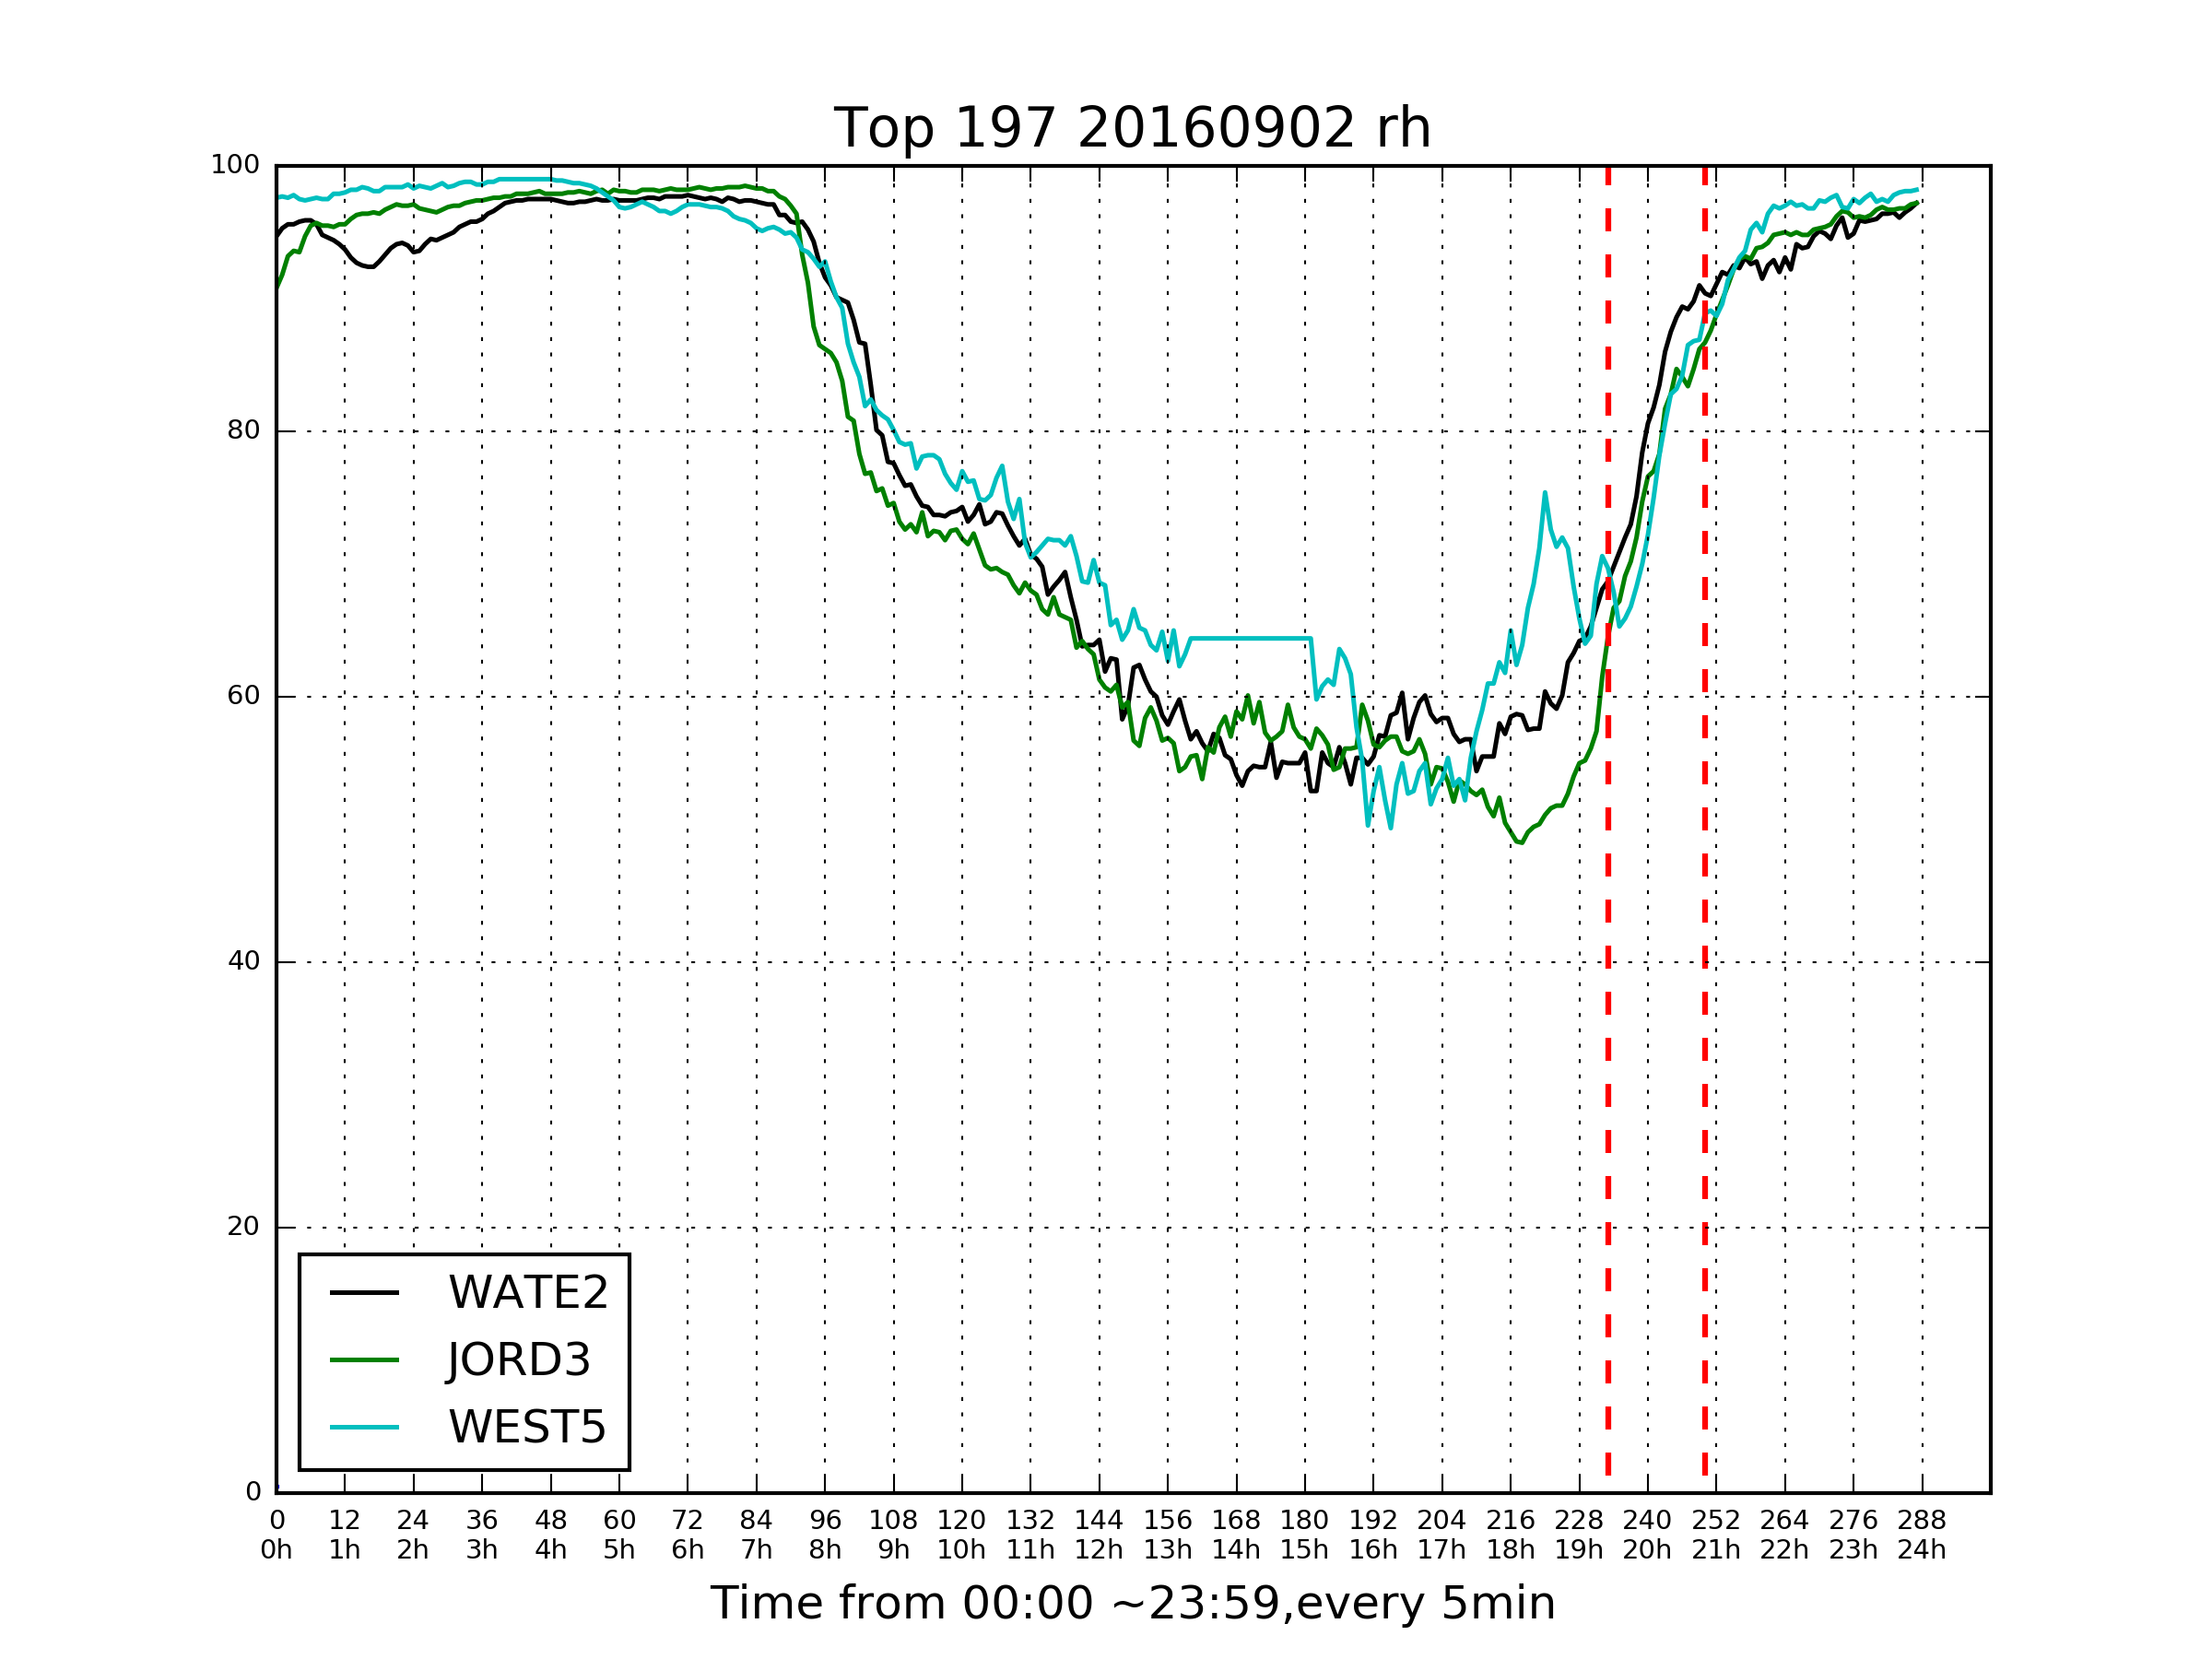 Top 197 20160902 rh
100
80
60
40
20
0
WATE2
JORD3
WEST5
0 12 24 36 48 60 72 84 96 108 120 132 144 156 168 180 192 204 216 228 240 252 264 276 288
0h 1h 2h 3h 4h 5h 6h 7h 8h 9h 10h 11h 12h 13h 14h 15h 16h 17h 18h 19h 20h 21h 22h 23h 24h
Time from 00:00 ~23:59,every 5min